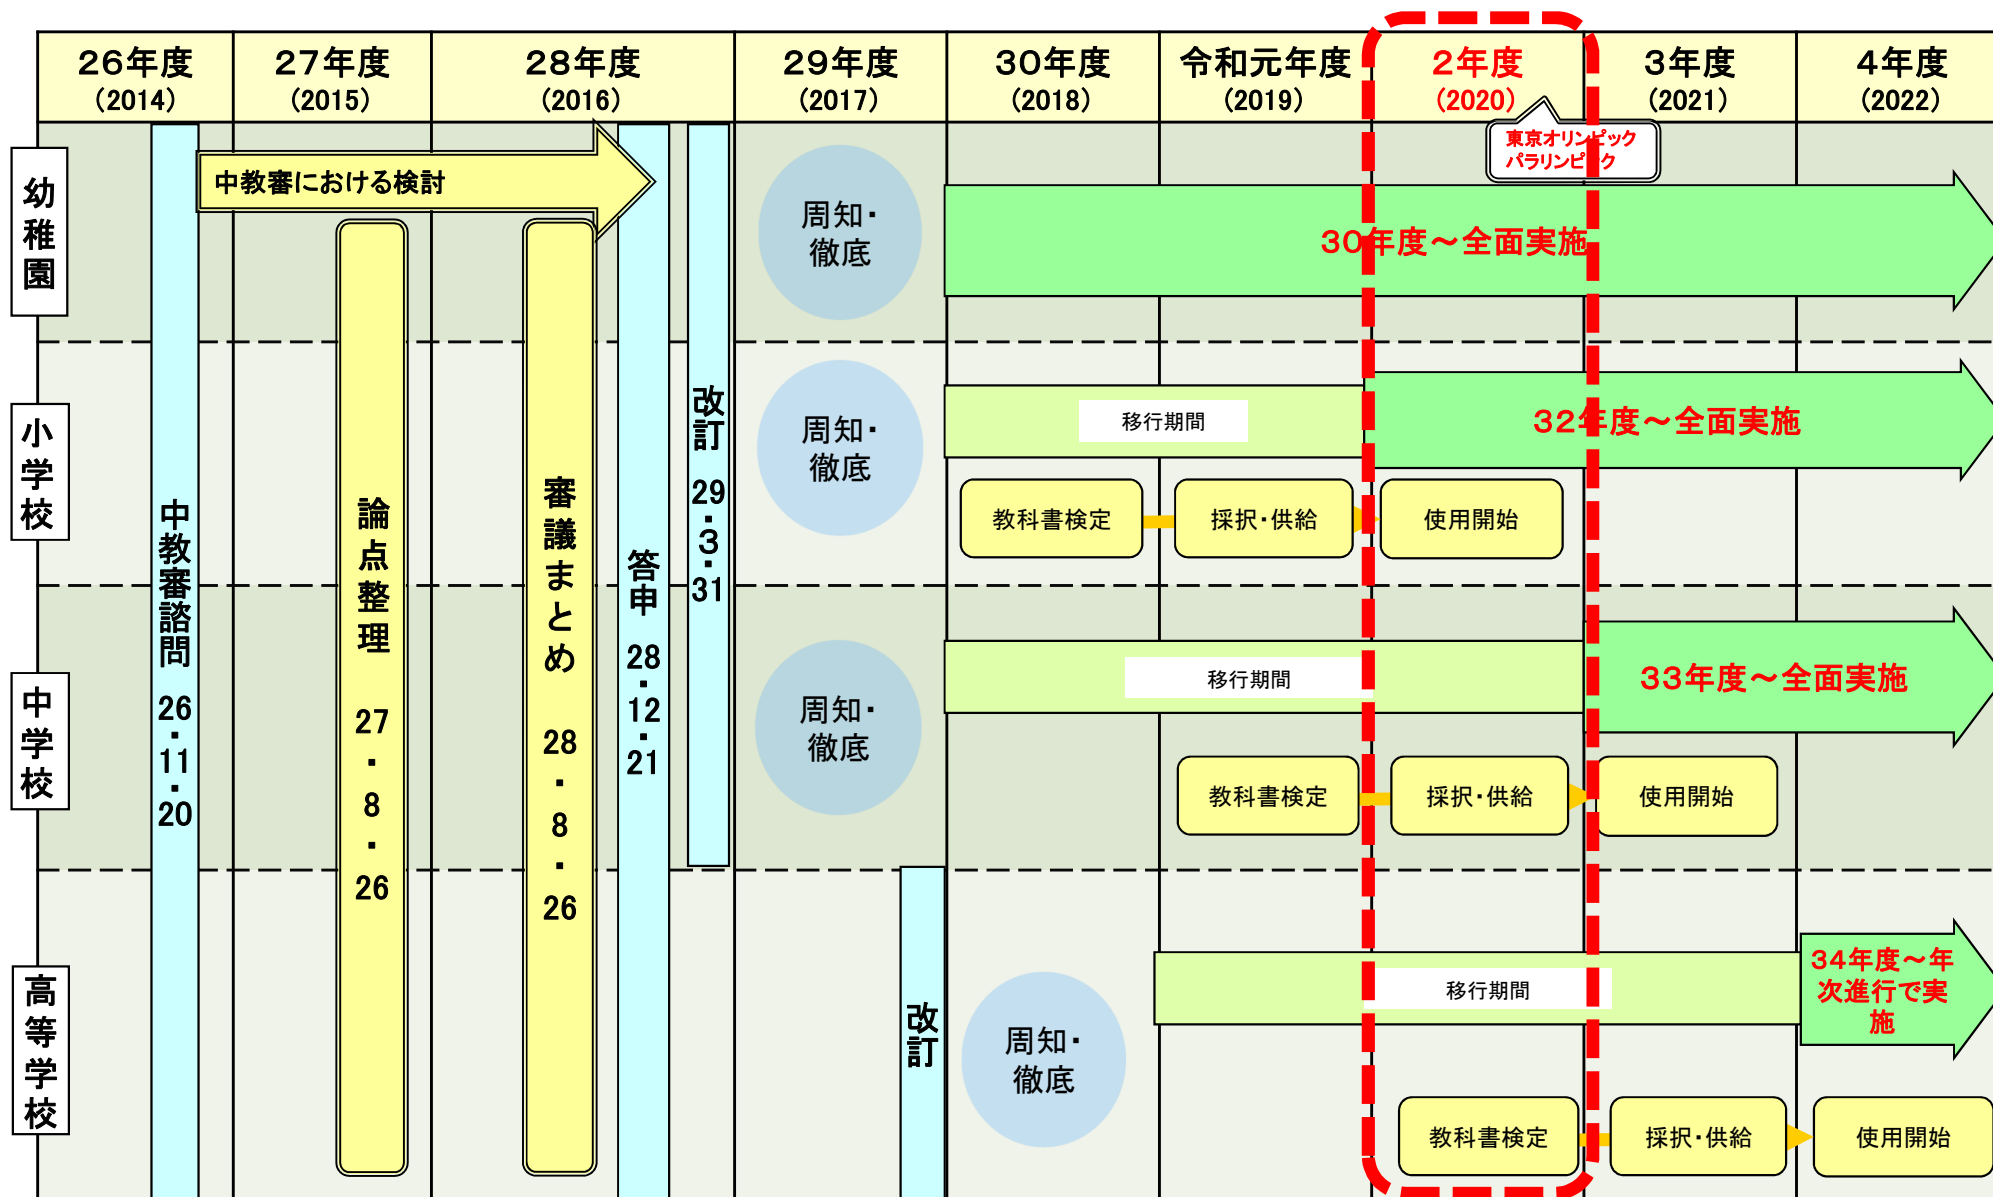 26年度
(2014)
27年度
(2015)
28年度
(2016)
29年度
(2017)
30年度
(2018)
令和元年度
(2019)
2年度
(2020)
3年度
(2021)
4年度
(2022)
東京オリンピック
パラリンピック
幼稚園
中教審における検討
周知・
徹底
30年度～全面実施
小学校
周知・
徹底
移行期間
32年度～全面実施
教科書検定
採択・供給
使用開始
中教審諮問 26・11・20
論点整理 27・8・26
審議まとめ 28・8・26
答申 28・12・21
改訂 29・3・31
中学校
周知・
徹底
移行期間
33年度～全面実施
教科書検定
採択・供給
使用開始
高等学校
改訂
周知・
徹底
移行期間
34年度～年
次進行で実
施
教科書検定
採択・供給
使用開始